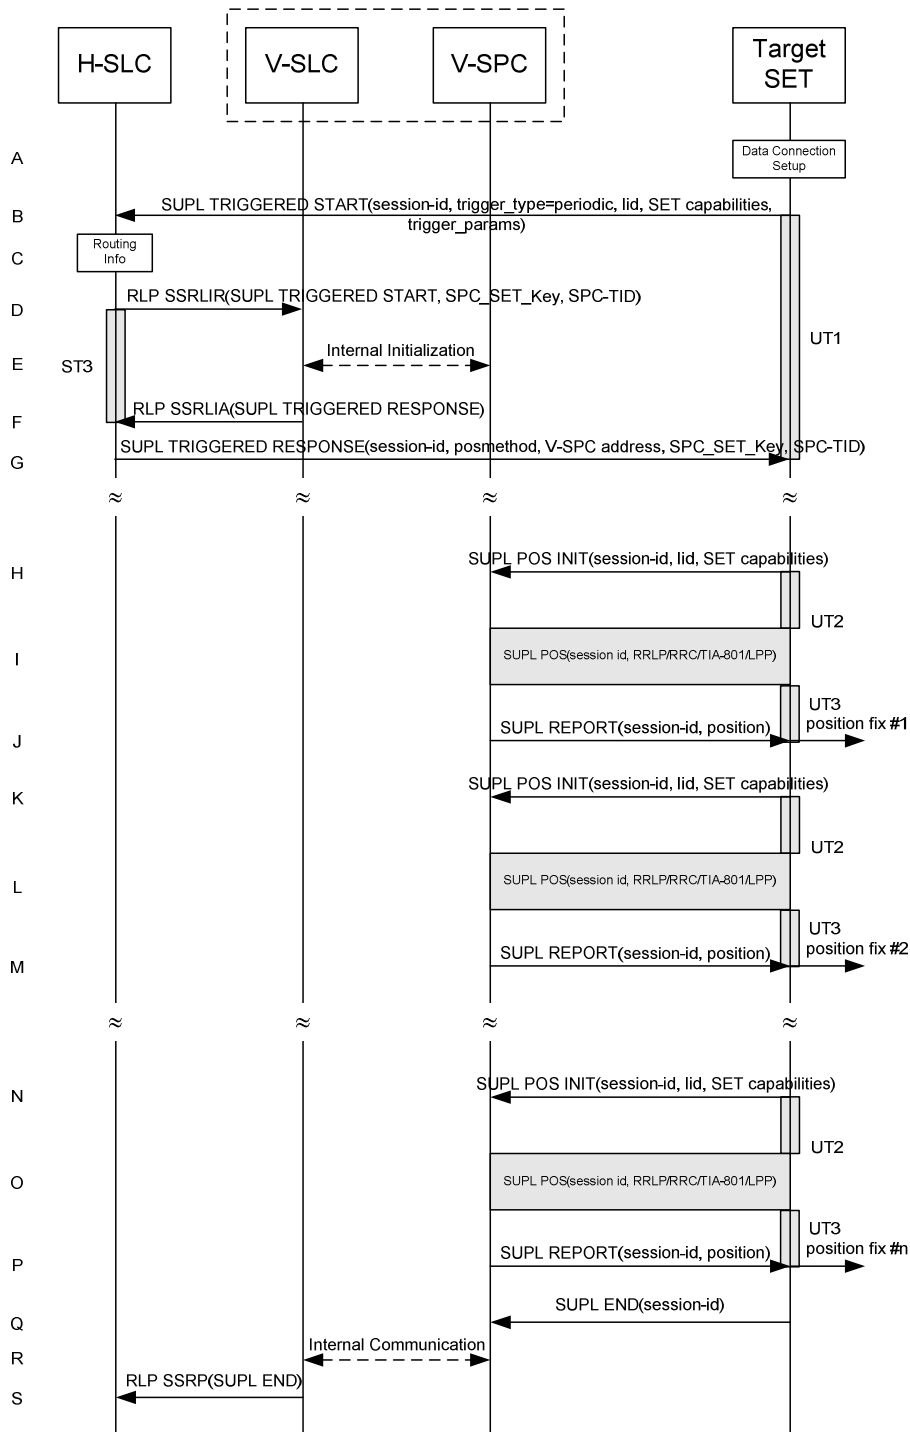 H-SLC
V-SLC
V-SPC
Target
SET
A
Data Connection
Setup
B
SUPL TRIGGERED START(session-id, trigger_type=periodic, lid, SET capabilities,
trigger_params)
C
Routing
Info
D
RLP SSRLIR(SUPL TRIGGERED START, SPC_SET_Key, SPC-TID)
UT1
E
ST3
Internal Initialization
F
RLP SSRLIA(SUPL TRIGGERED RESPONSE)
G
SUPL TRIGGERED RESPONSE(session-id, posmethod, V-SPC address, SPC_SET_Key, SPC-TID)
≈ ≈ ≈ ≈
H
SUPL POS INIT(session-id, lid, SET capabilities)
UT2
I
SUPL POS(session id, RRLP/RRC/TIA-801/LPP)
UT3
position fix #1
J
SUPL REPORT(session-id, position)
K
SUPL POS INIT(session-id, lid, SET capabilities)
UT2
L
SUPL POS(session id, RRLP/RRC/TIA-801/LPP)
UT3
position fix #2
M
SUPL REPORT(session-id, position)
≈ ≈ ≈ ≈
N
SUPL POS INIT(session-id, lid, SET capabilities)
UT2
O
SUPL POS(session id, RRLP/RRC/TIA-801/LPP)
UT3
position fix #n
P
SUPL REPORT(session-id, position)
Q
SUPL END(session-id)
R
Internal Communication
S
RLP SSRP(SUPL END)